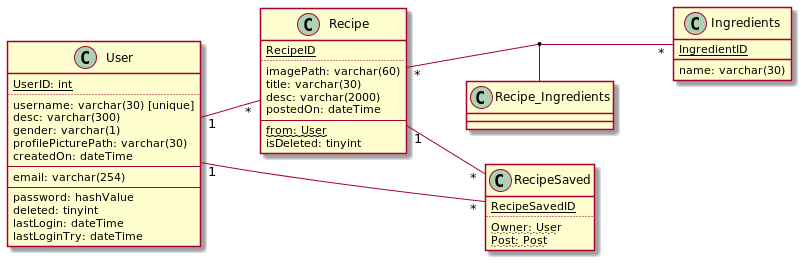 C User
UserID: int
username: varchar(30) [unique]
desc: varchar(300)
gender: varchar(1)
profilePicturePath: varchar(30)
createdOn: dateTime
email: varchar(254)
password: hashValue
deleted: tinyint
lastLogin: dateTime
lastLoginTry: dateTime
1
*
1
*
C Recipe
RecipeID
imagePath: varchar(60)
title: varchar(30)
desc: varchar(2000)
postedOn: dateTime
from: User
isDeleted: tinyint
*
*
1
*
C Recipe_Ingredients
C Ingredients
IngredientID
name: varchar(30)
C RecipeSaved
RecipeSavedID
Owner: User
Post: Post